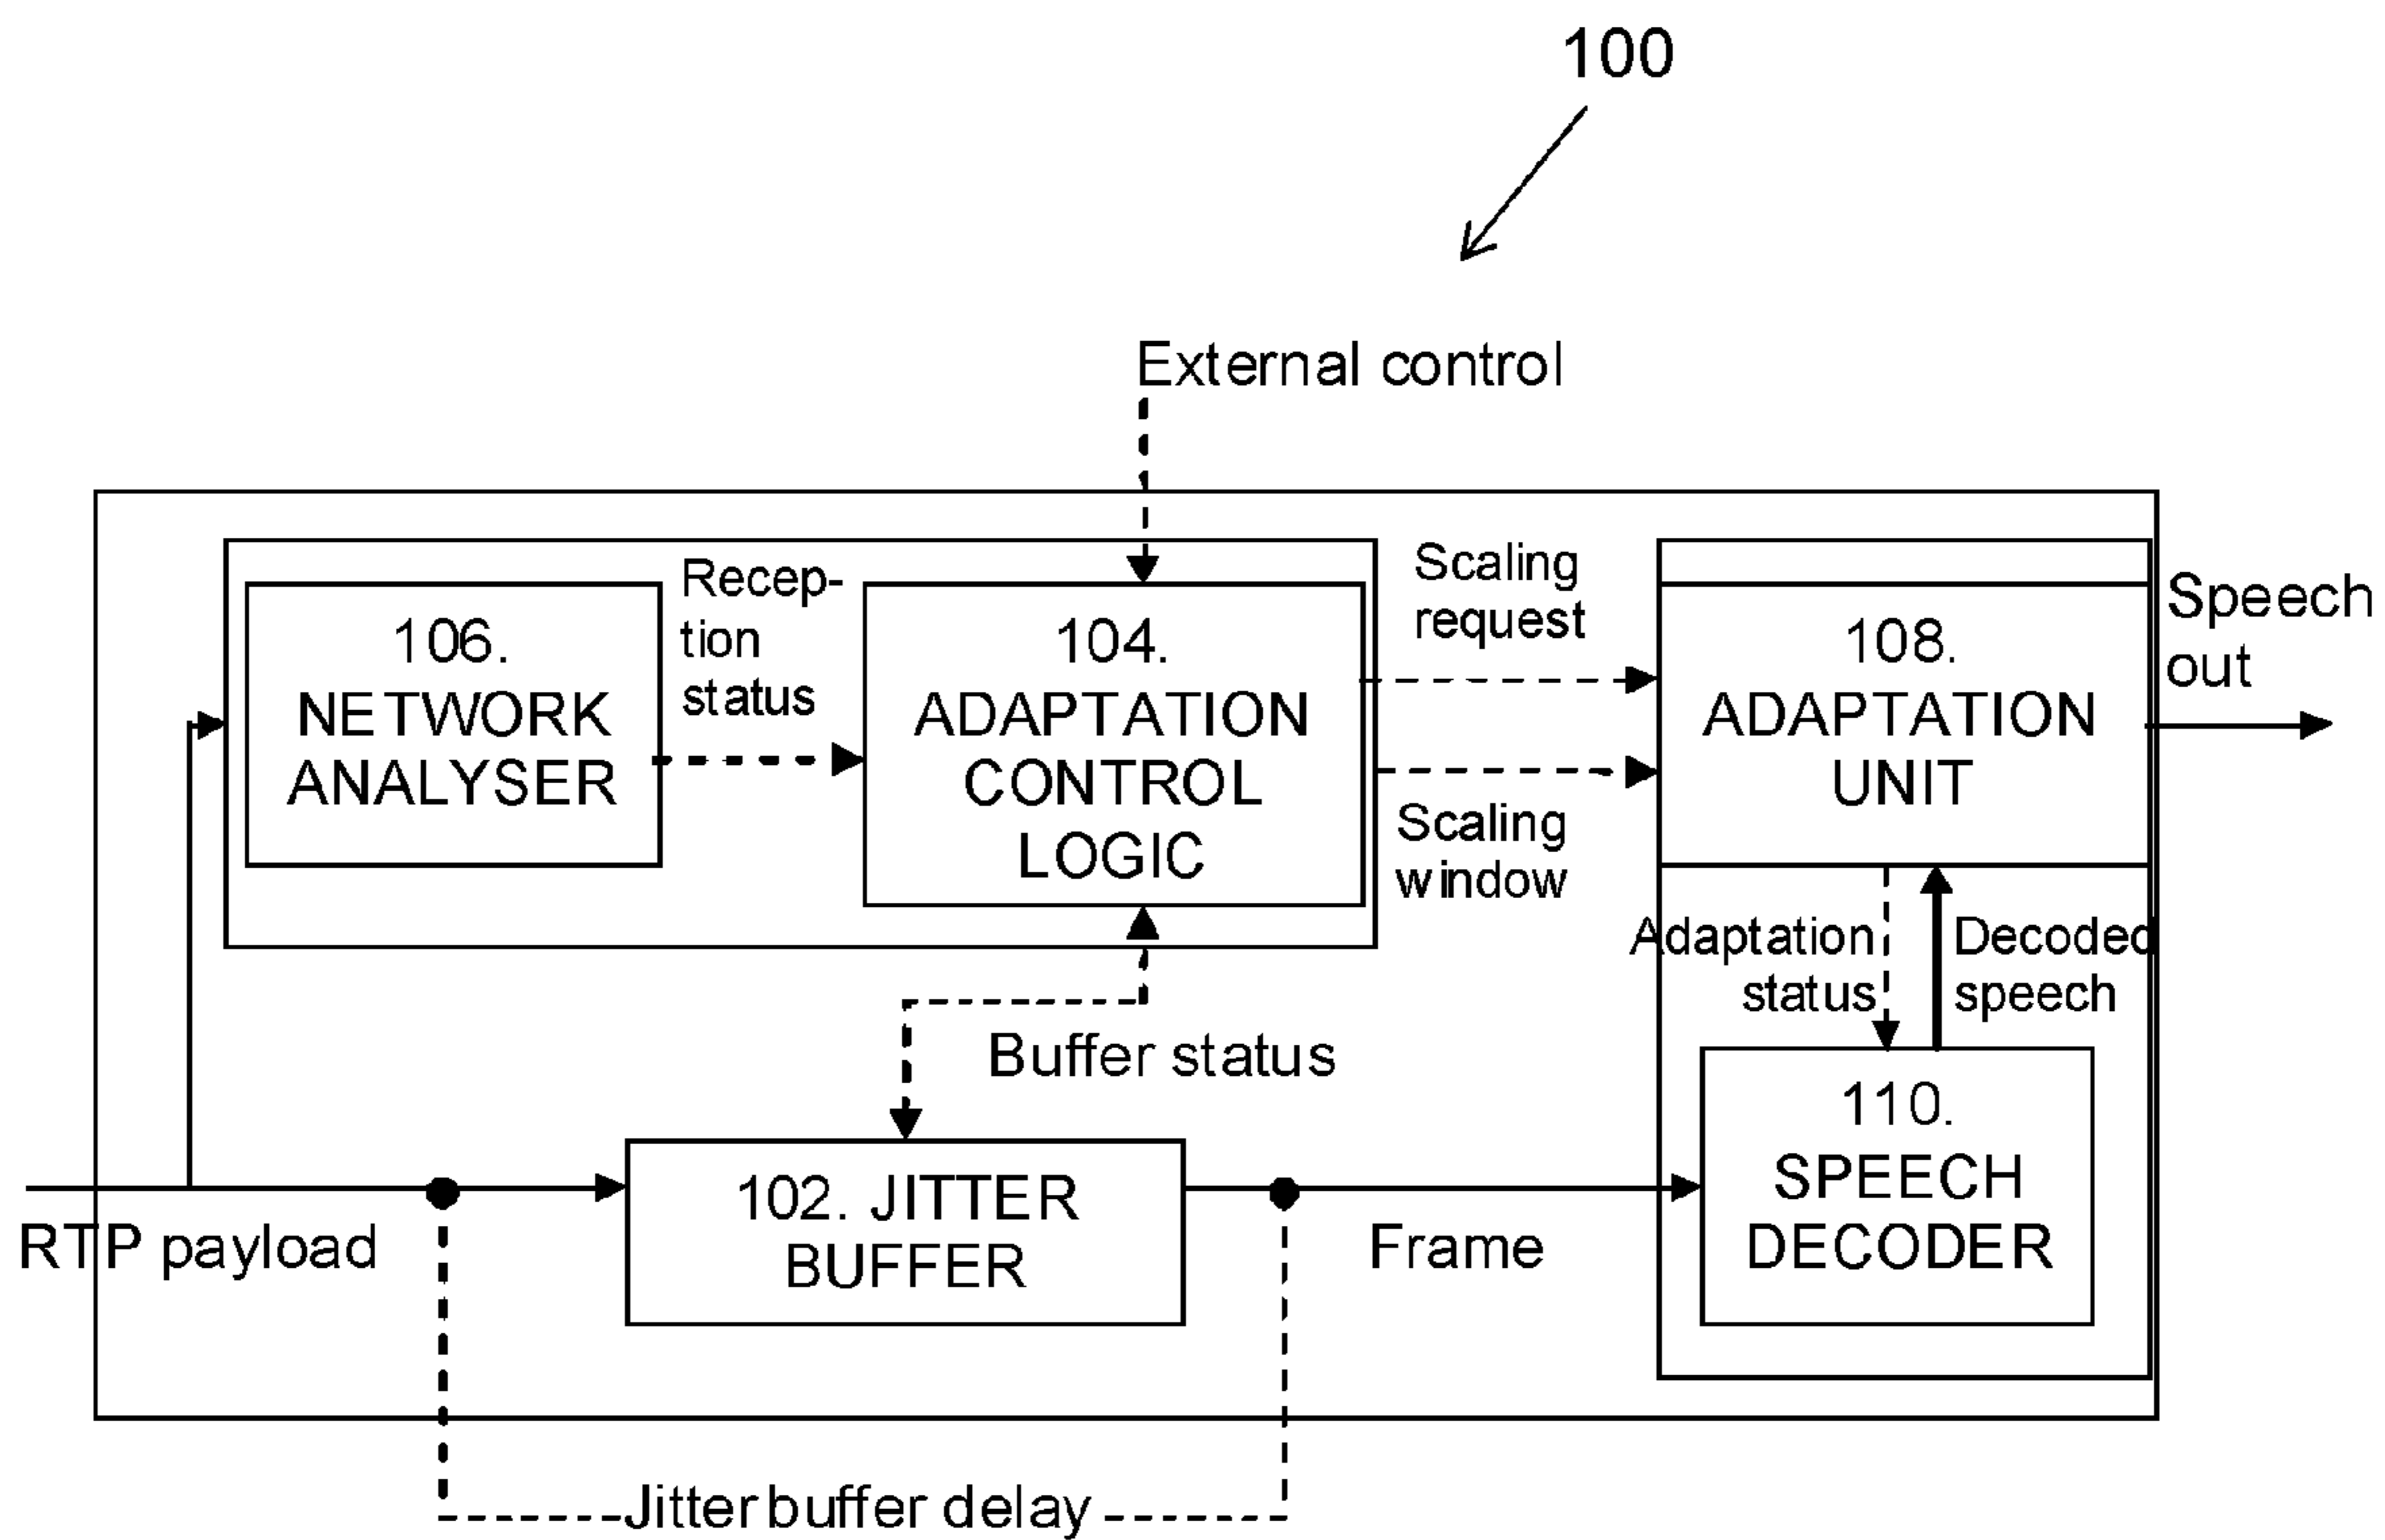 100
External control
Recep-
tion
status
Scaling
request
Speech
out
106.
NETWORK
ANALYSER
104.
ADAPTATION
CONTROL
LOGIC
108.
ADAPTATION
UNIT
Scaling
window
Adaptation
status
Decoded
speech
Buffer status
110.
SPEECH
DECODER
102. JITTER
BUFFER
RTP payload
Frame
Jitter buffer delay